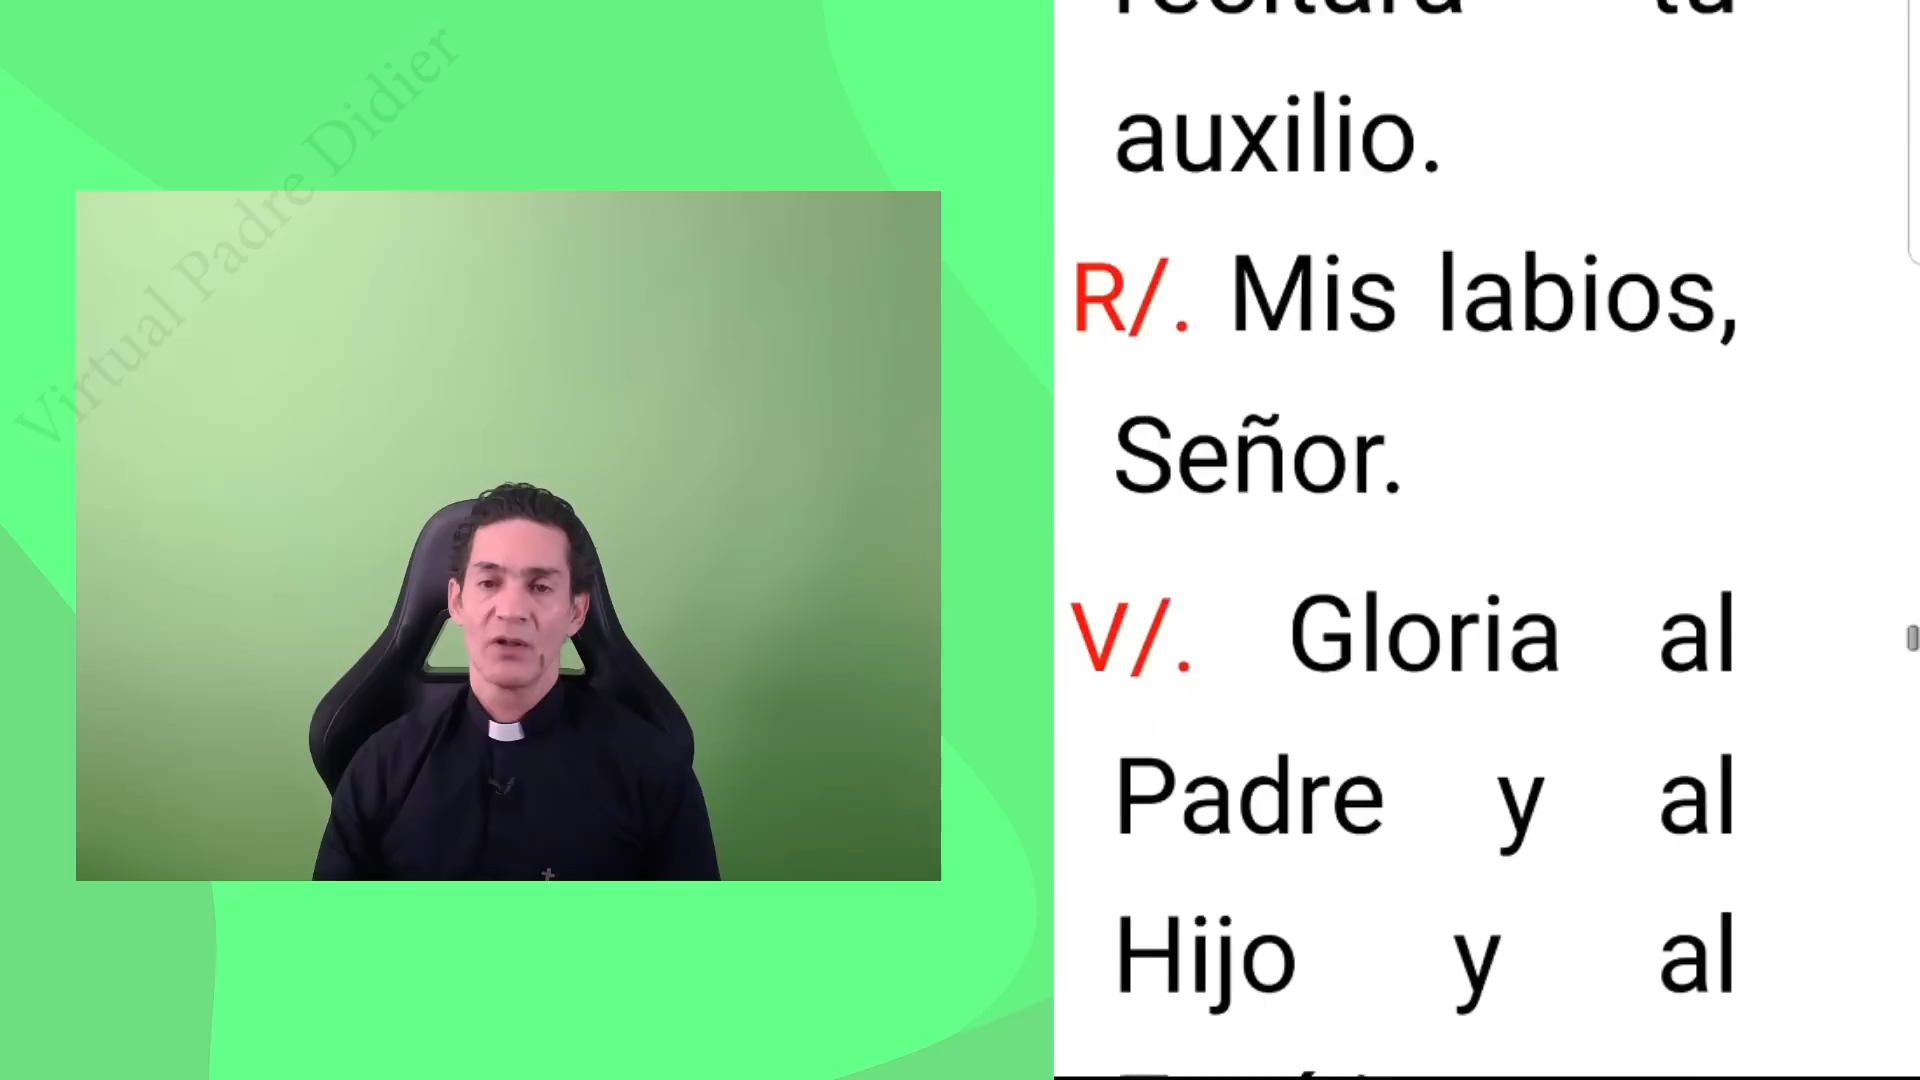 Virtual Padre Didier
auxilio.
R/. Mis labios,
Señor.
V/. Gloria al
Padre y al
Hijo y al